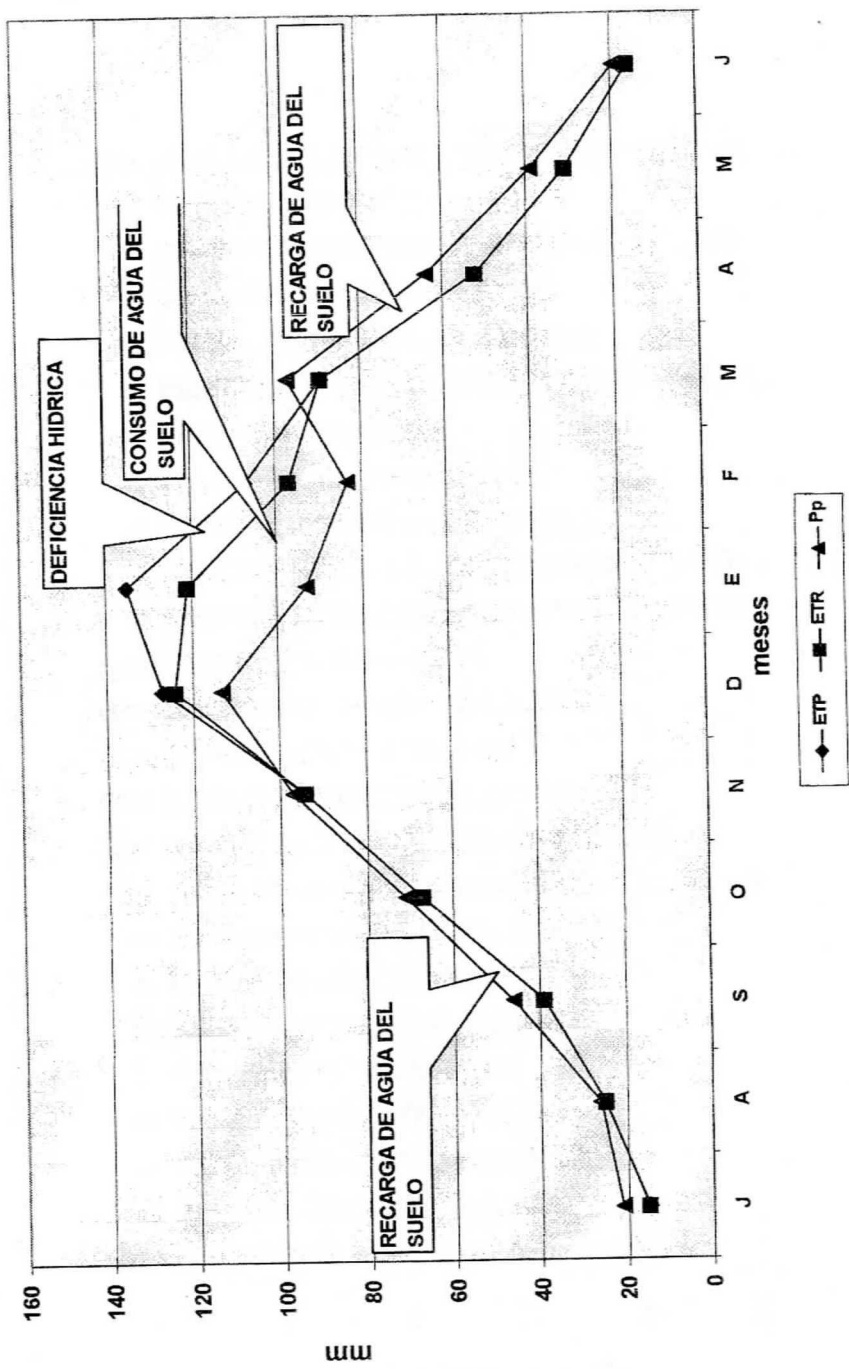 160
140
120
100
80
60
40
20
0
mm
DEFICIENCIA HIDRICA
CONSUMO DE AGUA DEL
SUELO
RECARGA DE AGUA DEL
SUELO
RECARGA DE AGUA DEL
SUELO
J
A
S
O
N
D
E
F
M
A
M
J
meses
ETP
ETR
Pp